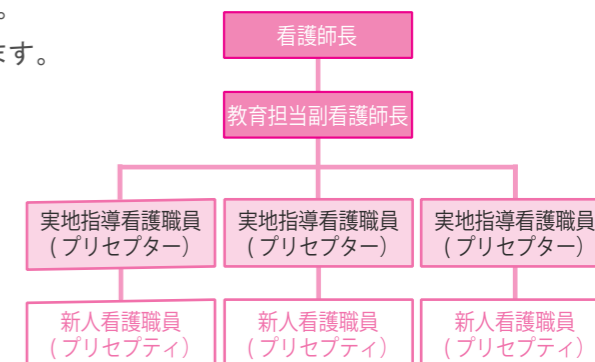 。
ます。
看護師長
教育担当副看護師長
実地指導看護職員
( プリセプター)
実地指導看護職員
( プリセプター)
実地指導看護職員
( プリセプター)
新人看護職員
( プリセプティ)
新人看護職員
( プリセプティ)
新人看護職員
( プリセプティ)